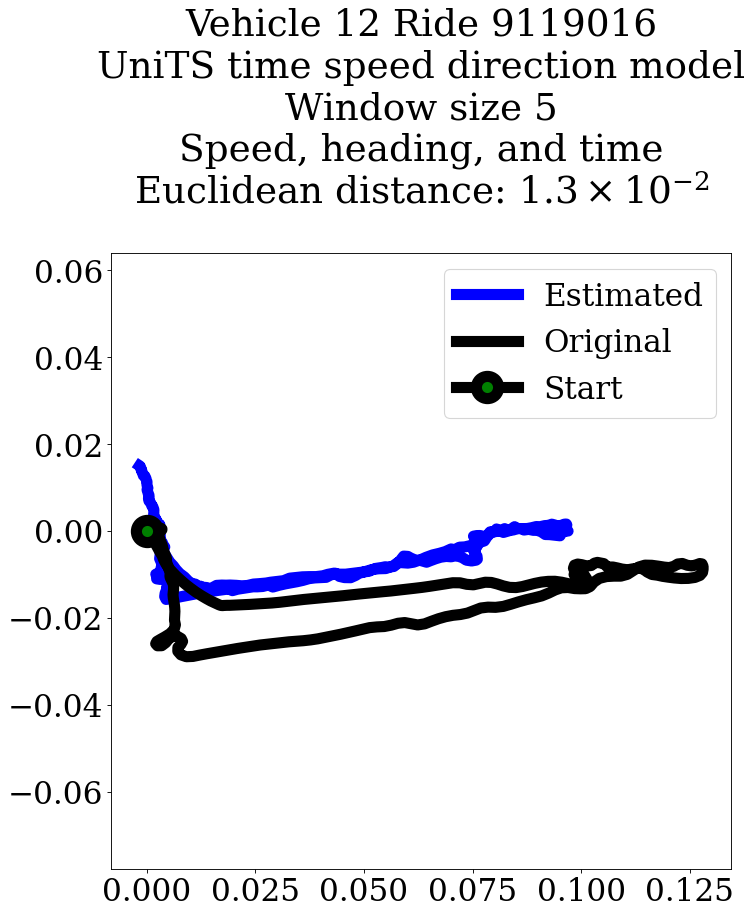 Vehicle 12 Ride 9119016
UniTS time speed direction model
Window size 5
Speed, heading, and time
Euclidean distance: 1.3 × 10⁻²
0.06
0.04
0.02
0.00
−0.02
−0.04
−0.06
Estimated
Original
Start
0.000 0.025 0.050 0.075 0.100 0.125